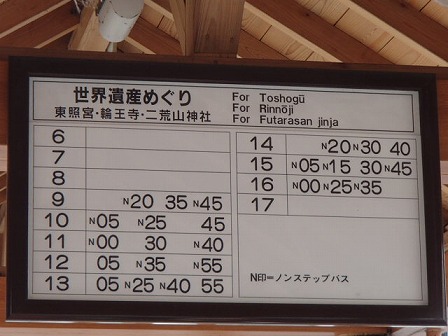 世界遺産めぐり
東照宮・輪王寺・二荒山神社
For Toshogū
For Rinnōji
For Futarasan jinja
6
7
8
9 N20 35 N45
10 N05 N25 45
11 N00 30 N40
12 05 N35 N55
13 05 N25 N40 55
14 N20 N30 40
15 N05 N15 30 N45
16 N00 N25 N35
17
N印=ノンステップバス